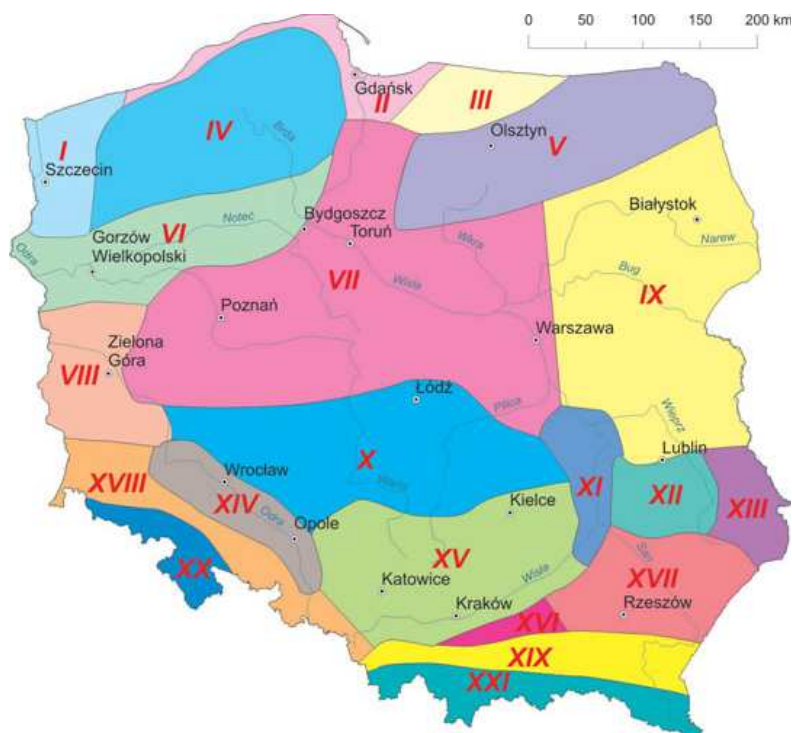 0 50 100 150 200 km
Gdańsk
II
III
IV
Brda
Olsztyn
V
I
Szczecin
Białystok
VI
Noteć
Bydgoszcz
Toruń
Narew
Odra
Gorzów
Wielkopolski
Wkra
VII
Wisła
Bug
IX
Poznań
Warszawa
Zielona
Góra
VIII
Łódź
Pilica
Wieprz
Lublin
X
Warta
XVIII
Wrocław
XIV
Odra
Opole
Kielce
XI
XII
XIII
XV
San
XX
Katowice
Wisła
XVII
Kraków
XVI
Rzeszów
XIX
XXI